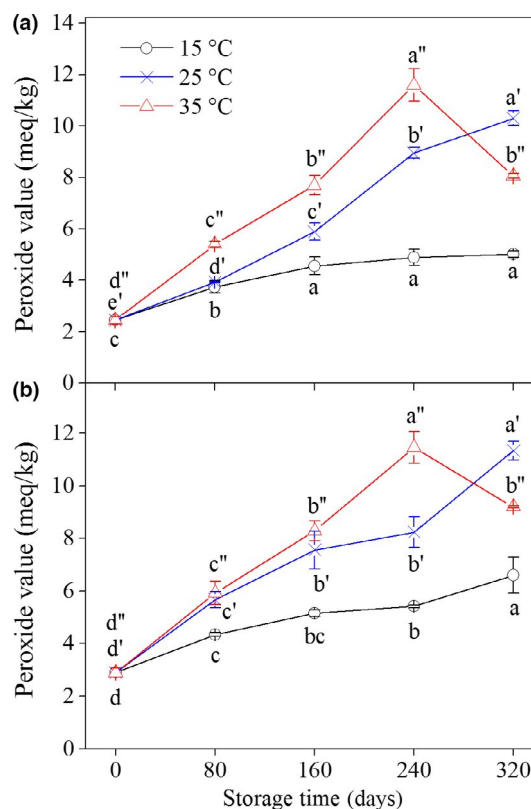 (a)
14
15 °C
25 °C
35 °C
12
10
8
6
4
2
0
Peroxide value (meq/kg)
d"
e'
c
c"
d'
b
b"
c'
a
a"
b'
a
a'
b"
a
(b)
12
10
8
6
4
2
0
Peroxide value (meq/kg)
d"
d'
d
c"
c'
c
b"
b'
bc
a"
b'
b
a'
b"
a
0 80 160 240 320
Storage time (days)